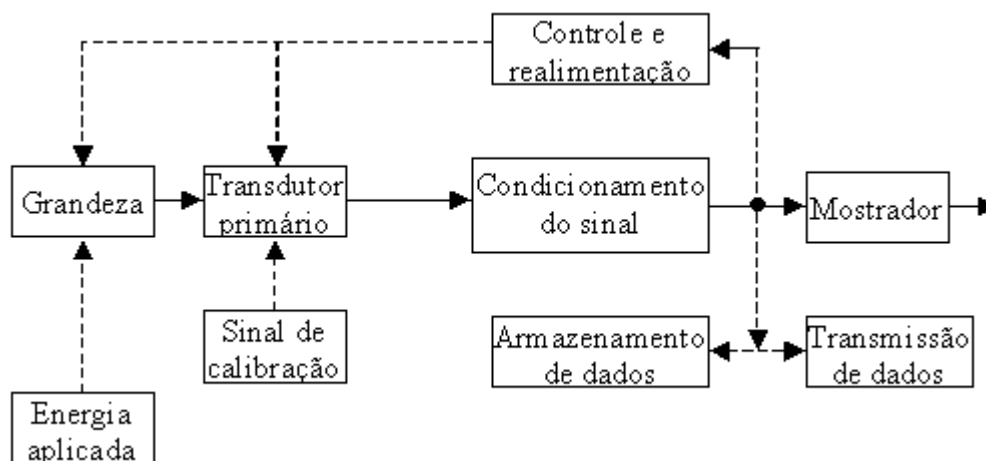 Controle e
realimentação
Grandeza
Transdutor
primário
Condicionamento
do sinal
Mostrador
Sinal de
calibração
Armazenamento
de dados
Transmissão
de dados
Energia
aplicada